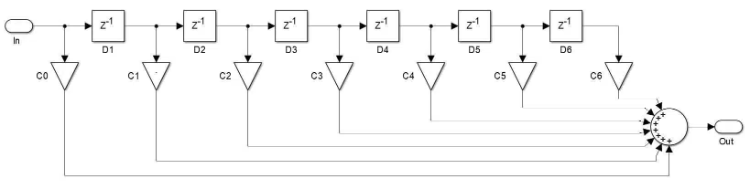 In
z-1 z-1 z-1 z-1 z-1 z-1
D1 D2 D3 D4 D5 D6
C0 C1 C2 C3 C4 C5 C6
+
+
+
+
+
+
+
Out